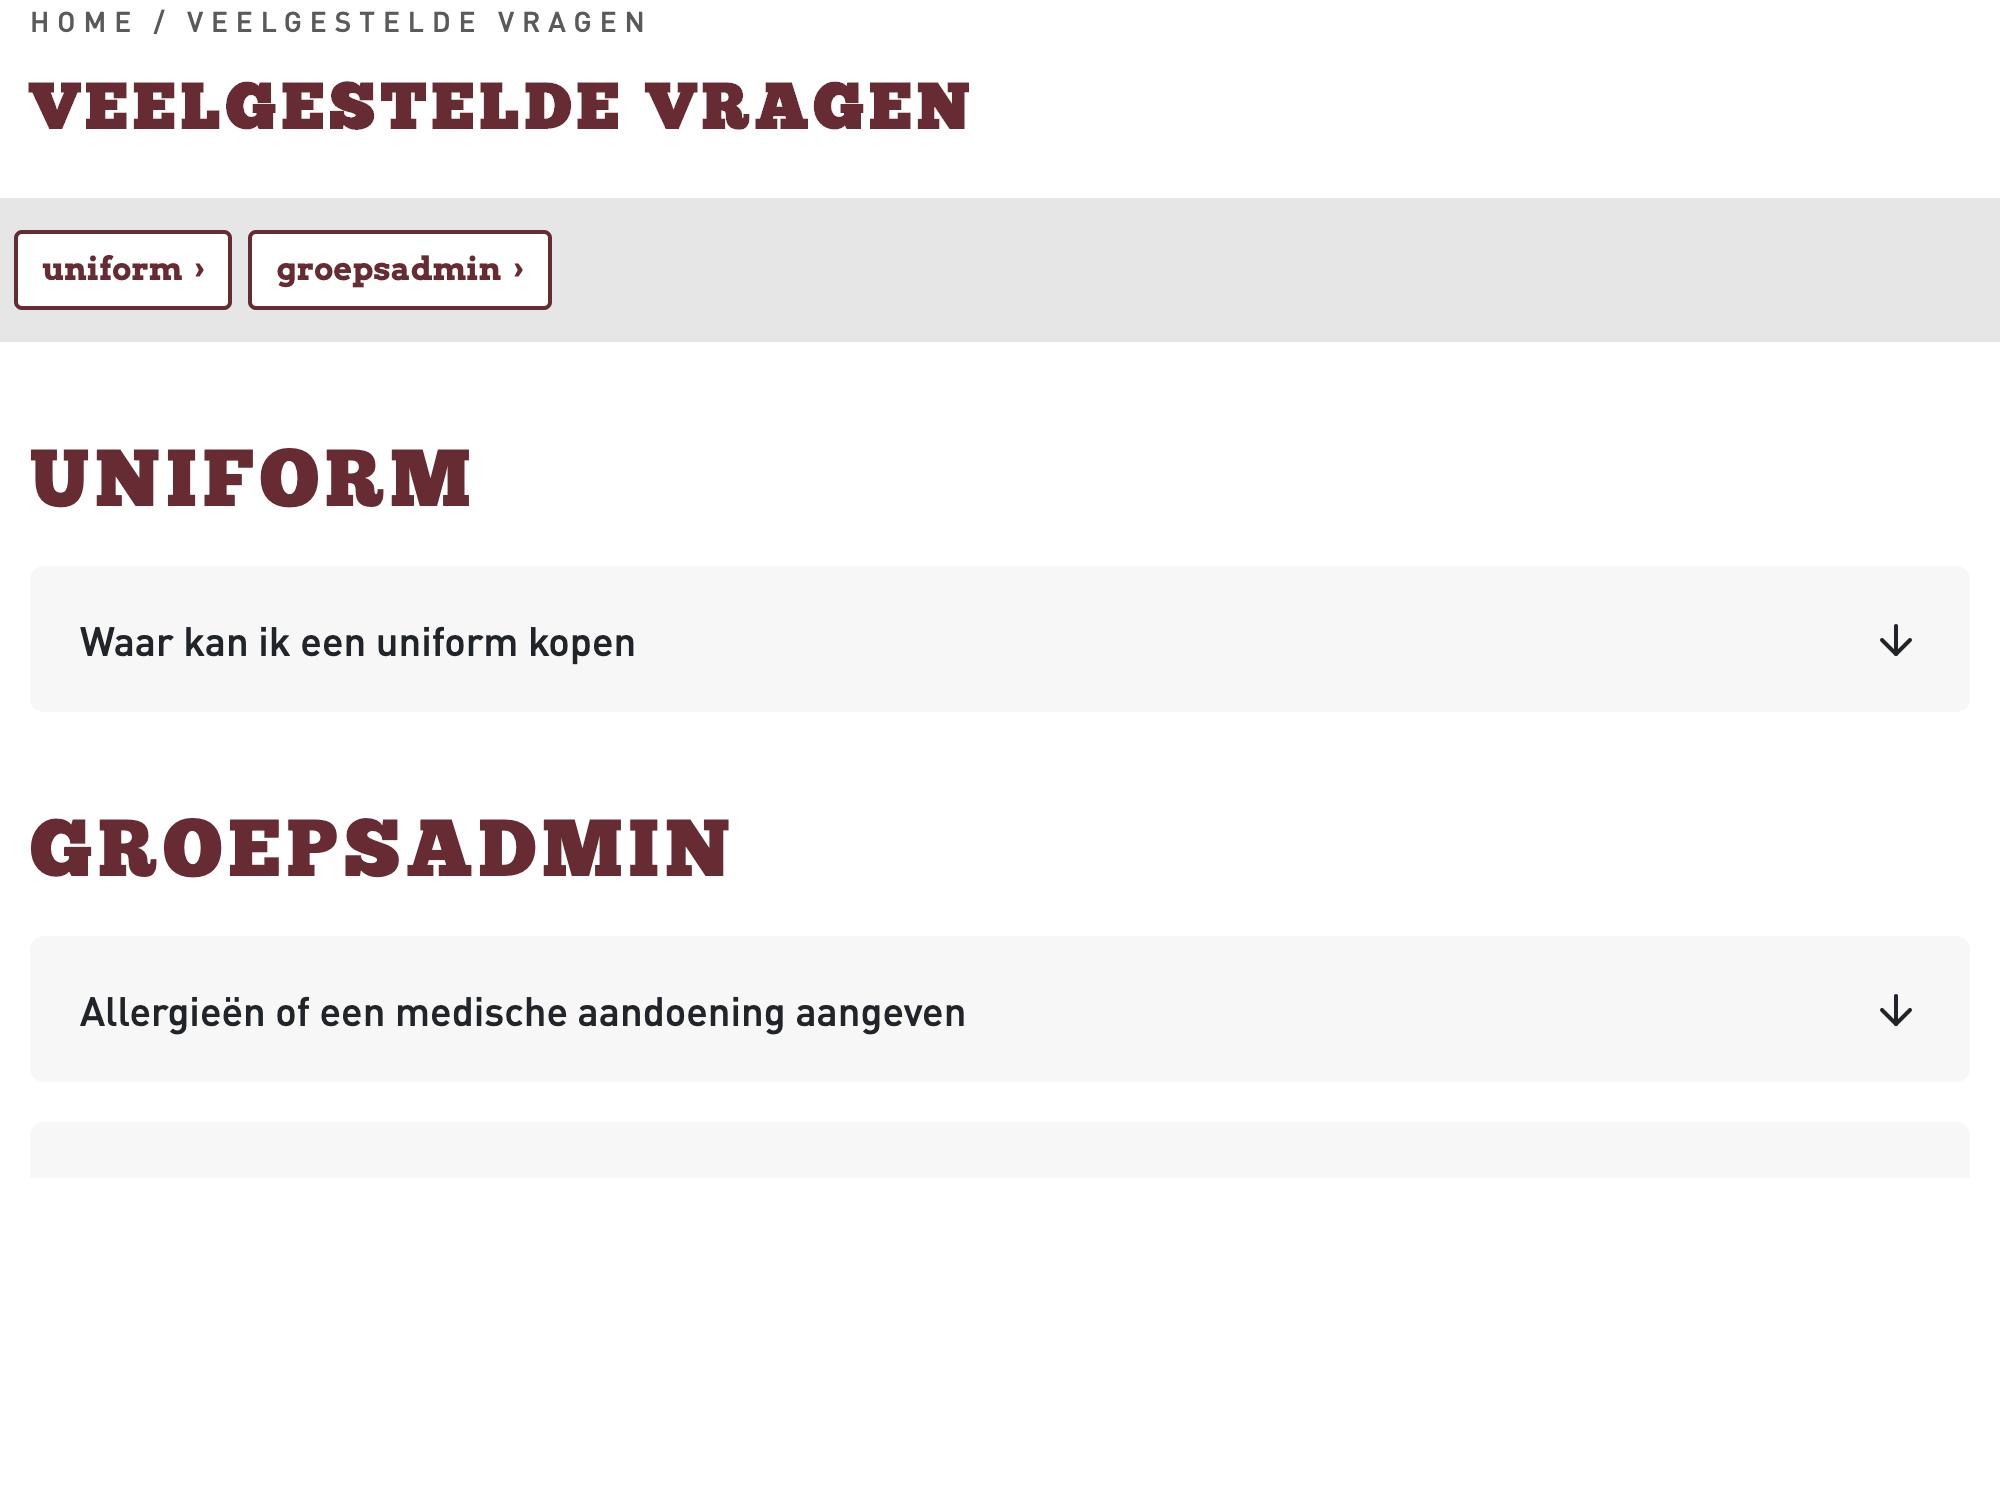 HOME / VEELGESTELDE VRAGEN
VEELGESTELDE VRAGEN
uniform ›
groepsadmin ›
UNIFORM
Waar kan ik een uniform kopen
GROEPSADMIN
Allergieën of een medische aandoening aangeven